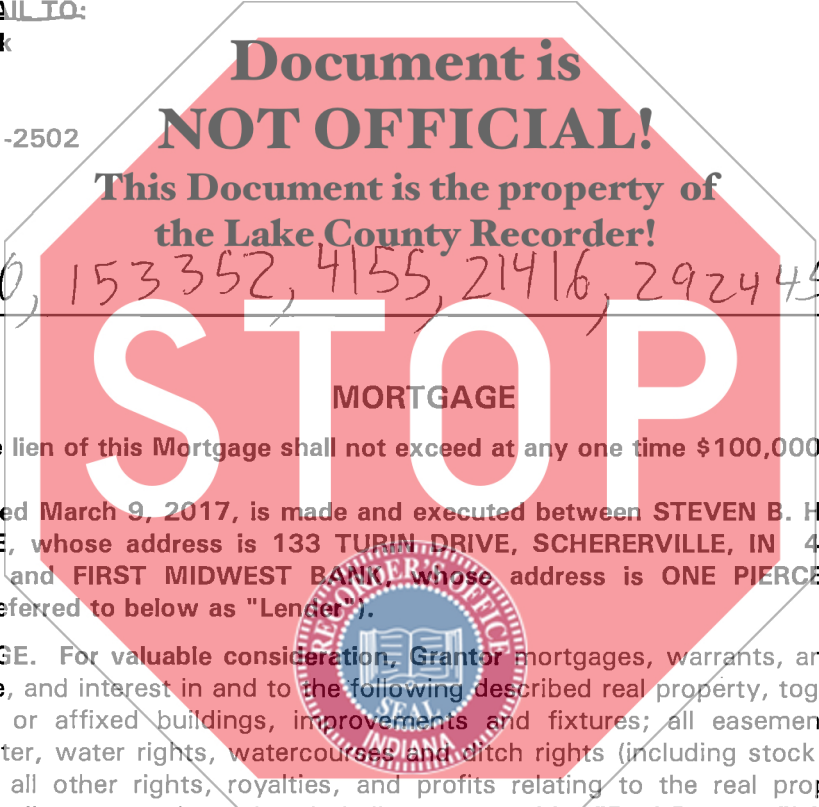 AIL TO:
k
-2502
Document is
NOT OFFICIAL!
This Document is the property of
the Lake County Recorder!
0, 153352, 4155, 21416, 292445
STOP
MORTGAGE
lien of this Mortgage shall not exceed at any one time $100,000
ed March 9, 2017, is made and executed between STEVEN B. H
E, whose address is 133 TURIN DRIVE, SCHERERVILLE, IN 4
and FIRST MIDWEST BANK, whose address is ONE PIERCE
eferred to below as "Lender").
GE. For valuable consideration, Grantor mortgages, warrants, an
e, and interest in and to the following described real property, tog
or affixed buildings, improvements and fixtures; all easemen
ter, water rights, watercourses and ditch rights (including stock
all other rights, royalties, and profits relating to the real prop
RECORDER'S OFFICE
SEAL
INDIANA